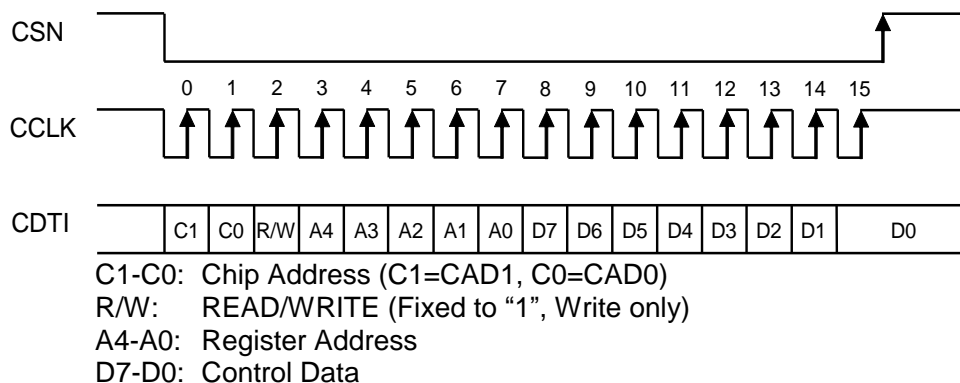 CSN
0 1 2 3 4 5 6 7 8 9 10 11 12 13 14 15
CCLK
CDTI C1 C0 R/W A4 A3 A2 A1 A0 D7 D6 D5 D4 D3 D2 D1 D0
C1-C0: Chip Address (C1=CAD1, C0=CAD0)
R/W: READ/WRITE (Fixed to “1”, Write only)
A4-A0: Register Address
D7-D0: Control Data